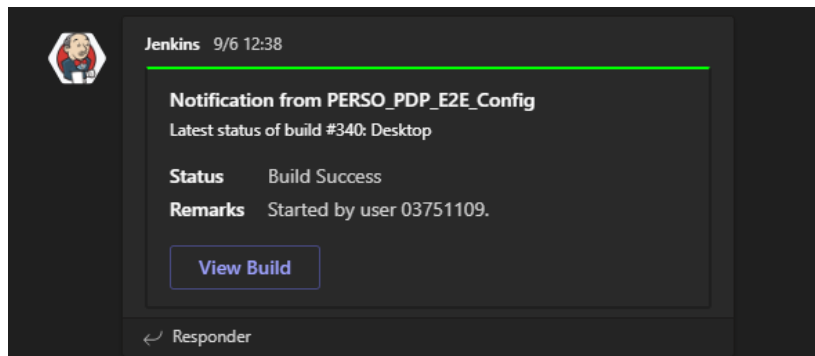 Jenkins 9/6 12:38
Notification from PERSO_PDP_E2E_Config
Latest status of build #340: Desktop
Status Build Success
Remarks Started by user 03751109.
View Build
Responder